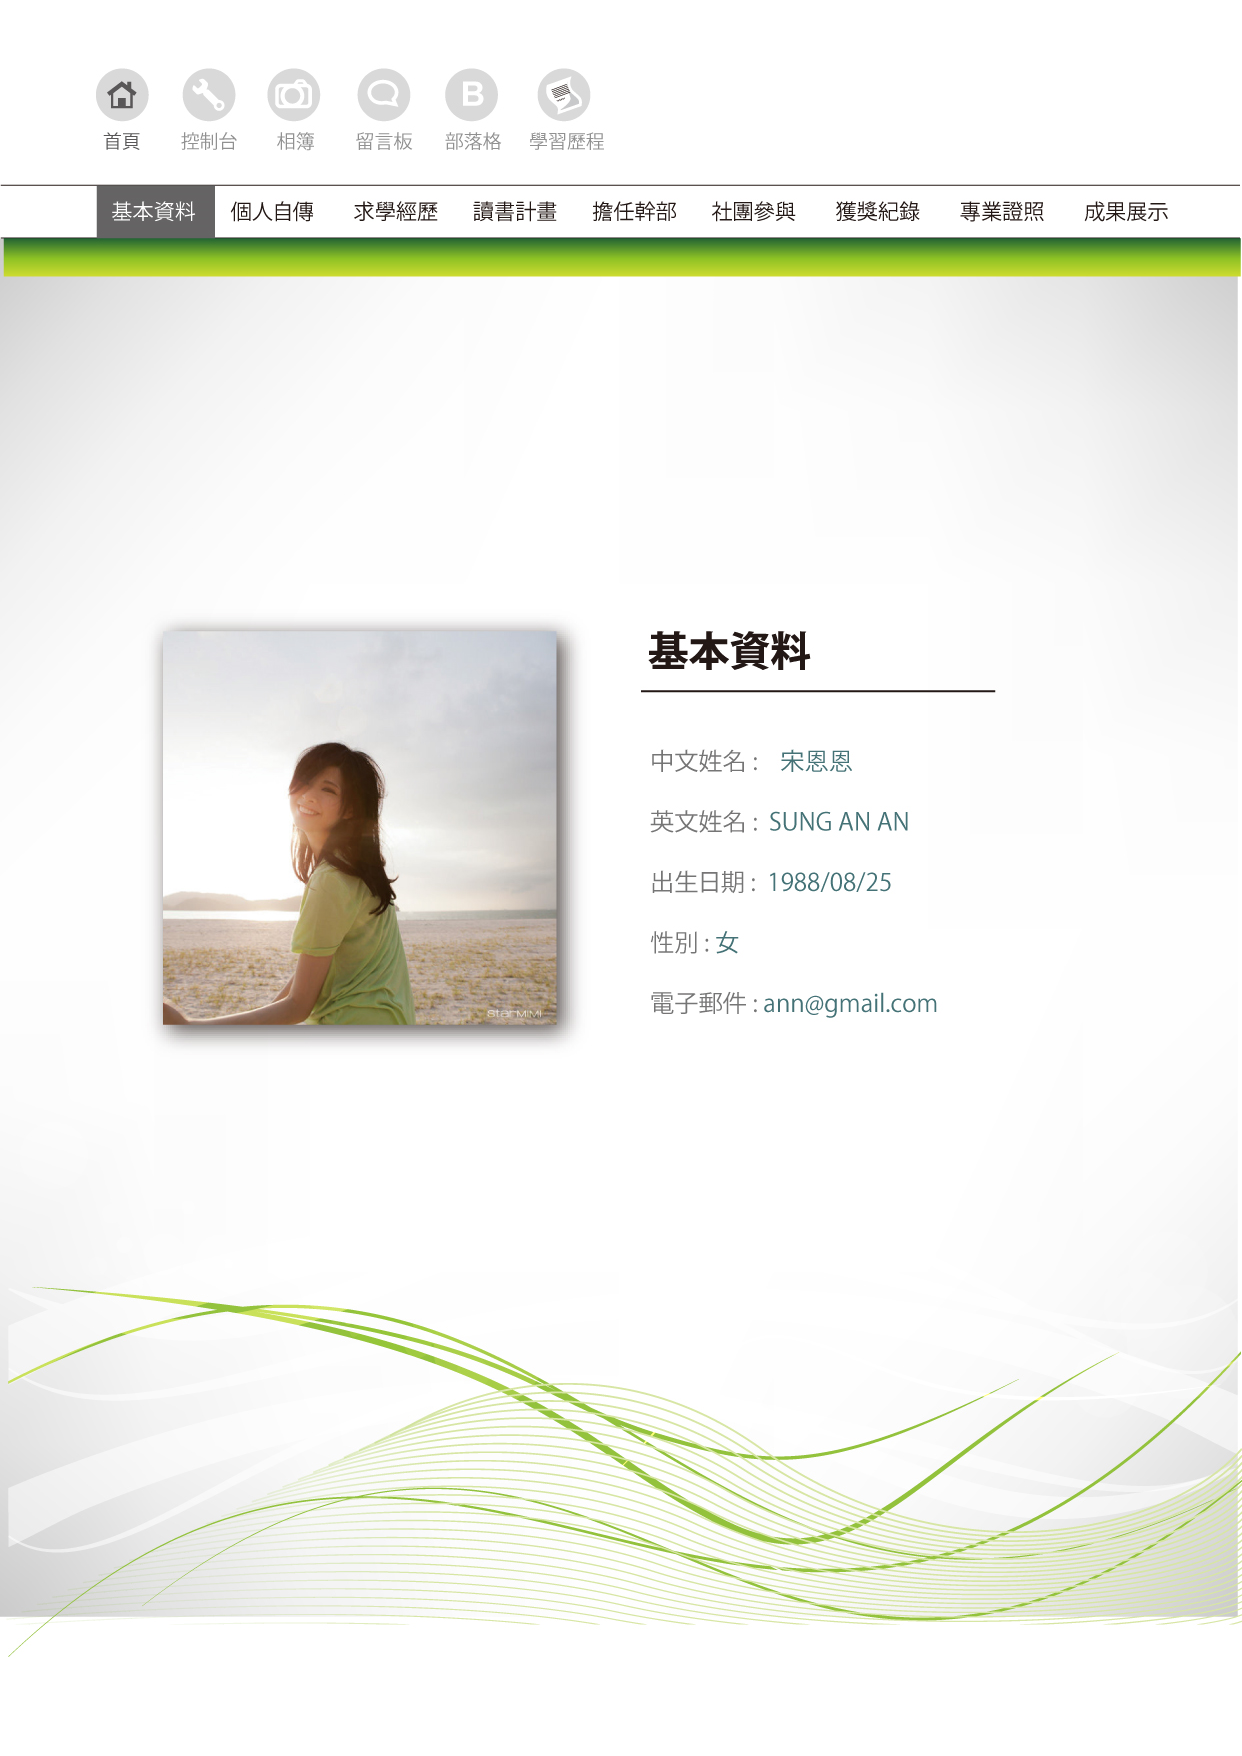 B
首頁 控制台 相簿 留言板 部落格 學習歷程
基本資料 個人自傳 求學經歷 讀書計畫 擔任幹部 社團參與 獲獎紀錄 專業證照 成果展示
基本資料
中文姓名： 宋恩恩
英文姓名：SUNG AN AN
出生日期：1988/08/25
性別 : 女
電子郵件 : ann@gmail.com
starMIMI